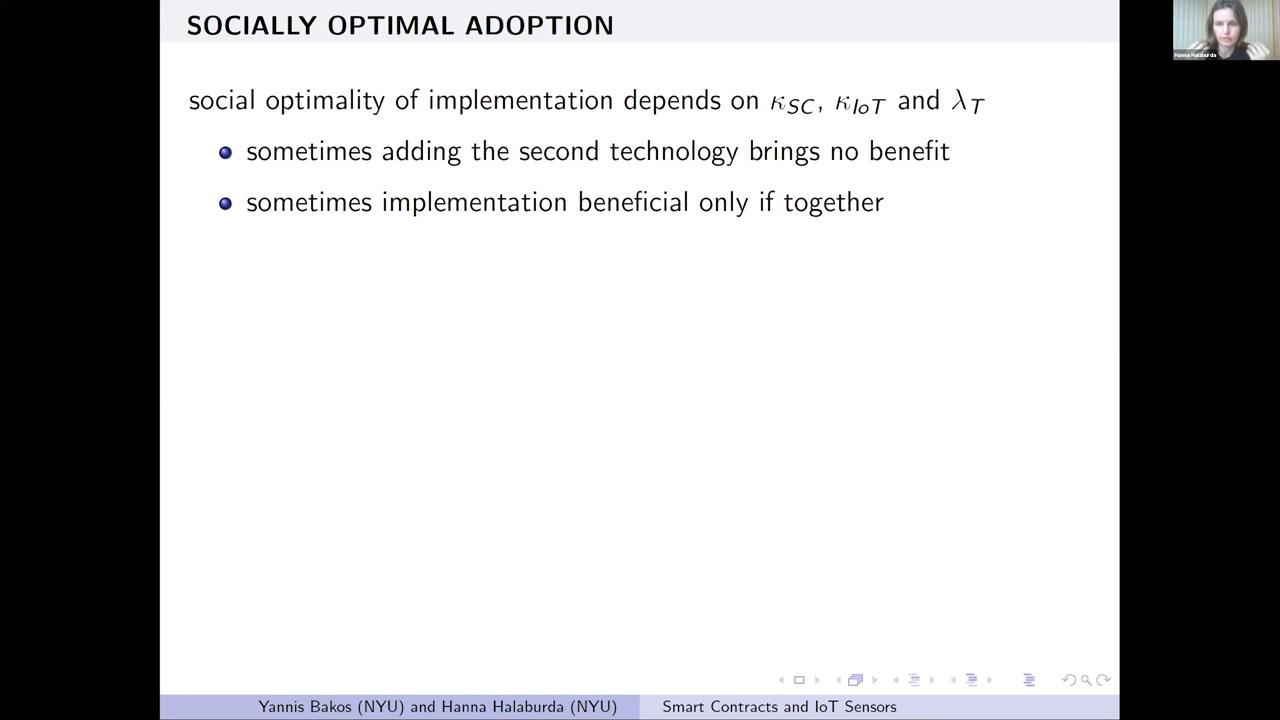 SOCIALLY OPTIMAL ADOPTION
Hanna Halaburda
social optimality of implementation depends on κ_SC, κ_IoT and λ_T
sometimes adding the second technology brings no benefit
sometimes implementation beneficial only if together
Yannis Bakos (NYU) and Hanna Halaburda (NYU) Smart Contracts and IoT Sensors